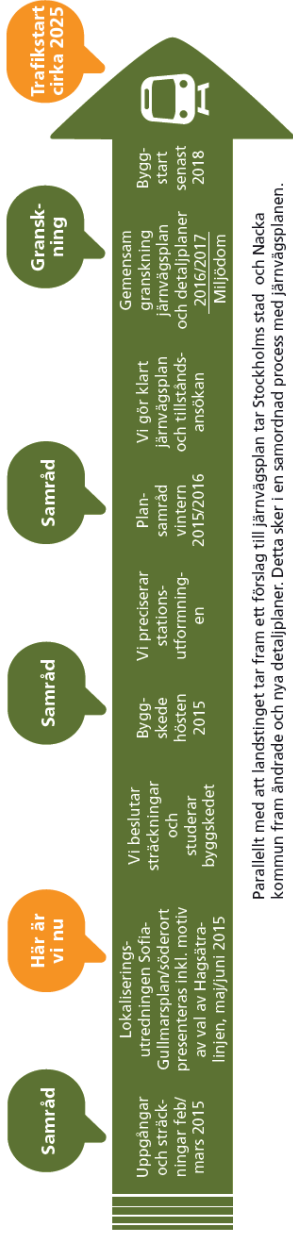 Samråd
Här är
vi nu
Samråd
Samråd
Gransk-
ning
Trafikstart
cirka 2025
Uppgångar
och sträck-
ningar feb/
mars 2015
Lokaliserings-
utredningen Sofia-
Gullmarsplan/söderort
presenteras inkl. motiv
av val av Hagsätra-
linjen, maj/juni 2015
Vi beslutar
sträckningar
och
studerar
byggskedet
Bygg-
skede
hösten
2015
Vi preciserar
stations-
utformning-
en
Plan-
samråd
vintern
2015/2016
Vi gör klart
järnvägsplan
och tillstånds-
ansökan
Gemensam
granskning
järnvägsplan
och detaljplaner
2016/2017
Miljödom
Bygg-
start
senast
2018
Parallellt med att landstinget tar fram ett förslag till järnvägsplan tar Stockholms stad och Nacka
kommun fram ändrade och nya detaljplaner. Detta sker i en samordnad process med järnvägsplanen.